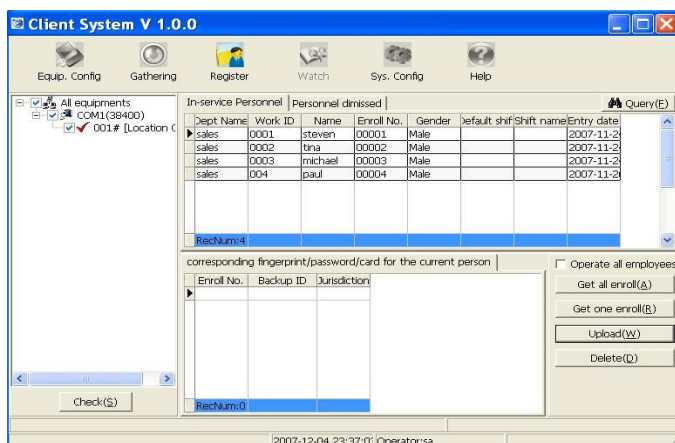 Client System V 1.0.0
Equip. Config Gathering Register Watch Sys. Config Help
All equipments
COM1(38400)
001# [Location C
In-service Personnel Personnel dimissed Query(F)
Dept Name Work ID Name Enroll No. Gender Default shif Shift name Entry date
sales 0001 steven 00001 Male 2007-11-2
sales 0002 tina 00002 Male 2007-11-2
sales 0003 michael 00003 Male 2007-11-2
sales 004 paul 00004 Male 2007-11-2
RecNum:4
corresponding fingerprint/password/card for the current person
Enroll No. Backup ID Jurisdiction
RecNum:0
Operate all employees
Get all enroll(A)
Get one enroll(R)
Upload(W)
Delete(D)
Check(S)
2007-12-04 23:37:0 Operator:sa